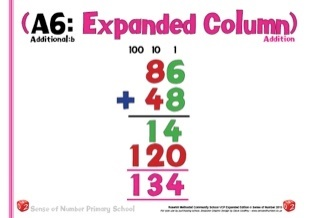 (A6: Expanded Column)
Additional:b
Addition
100 10 1
86
+ 48
14
120
134
Sense of Number Primary School